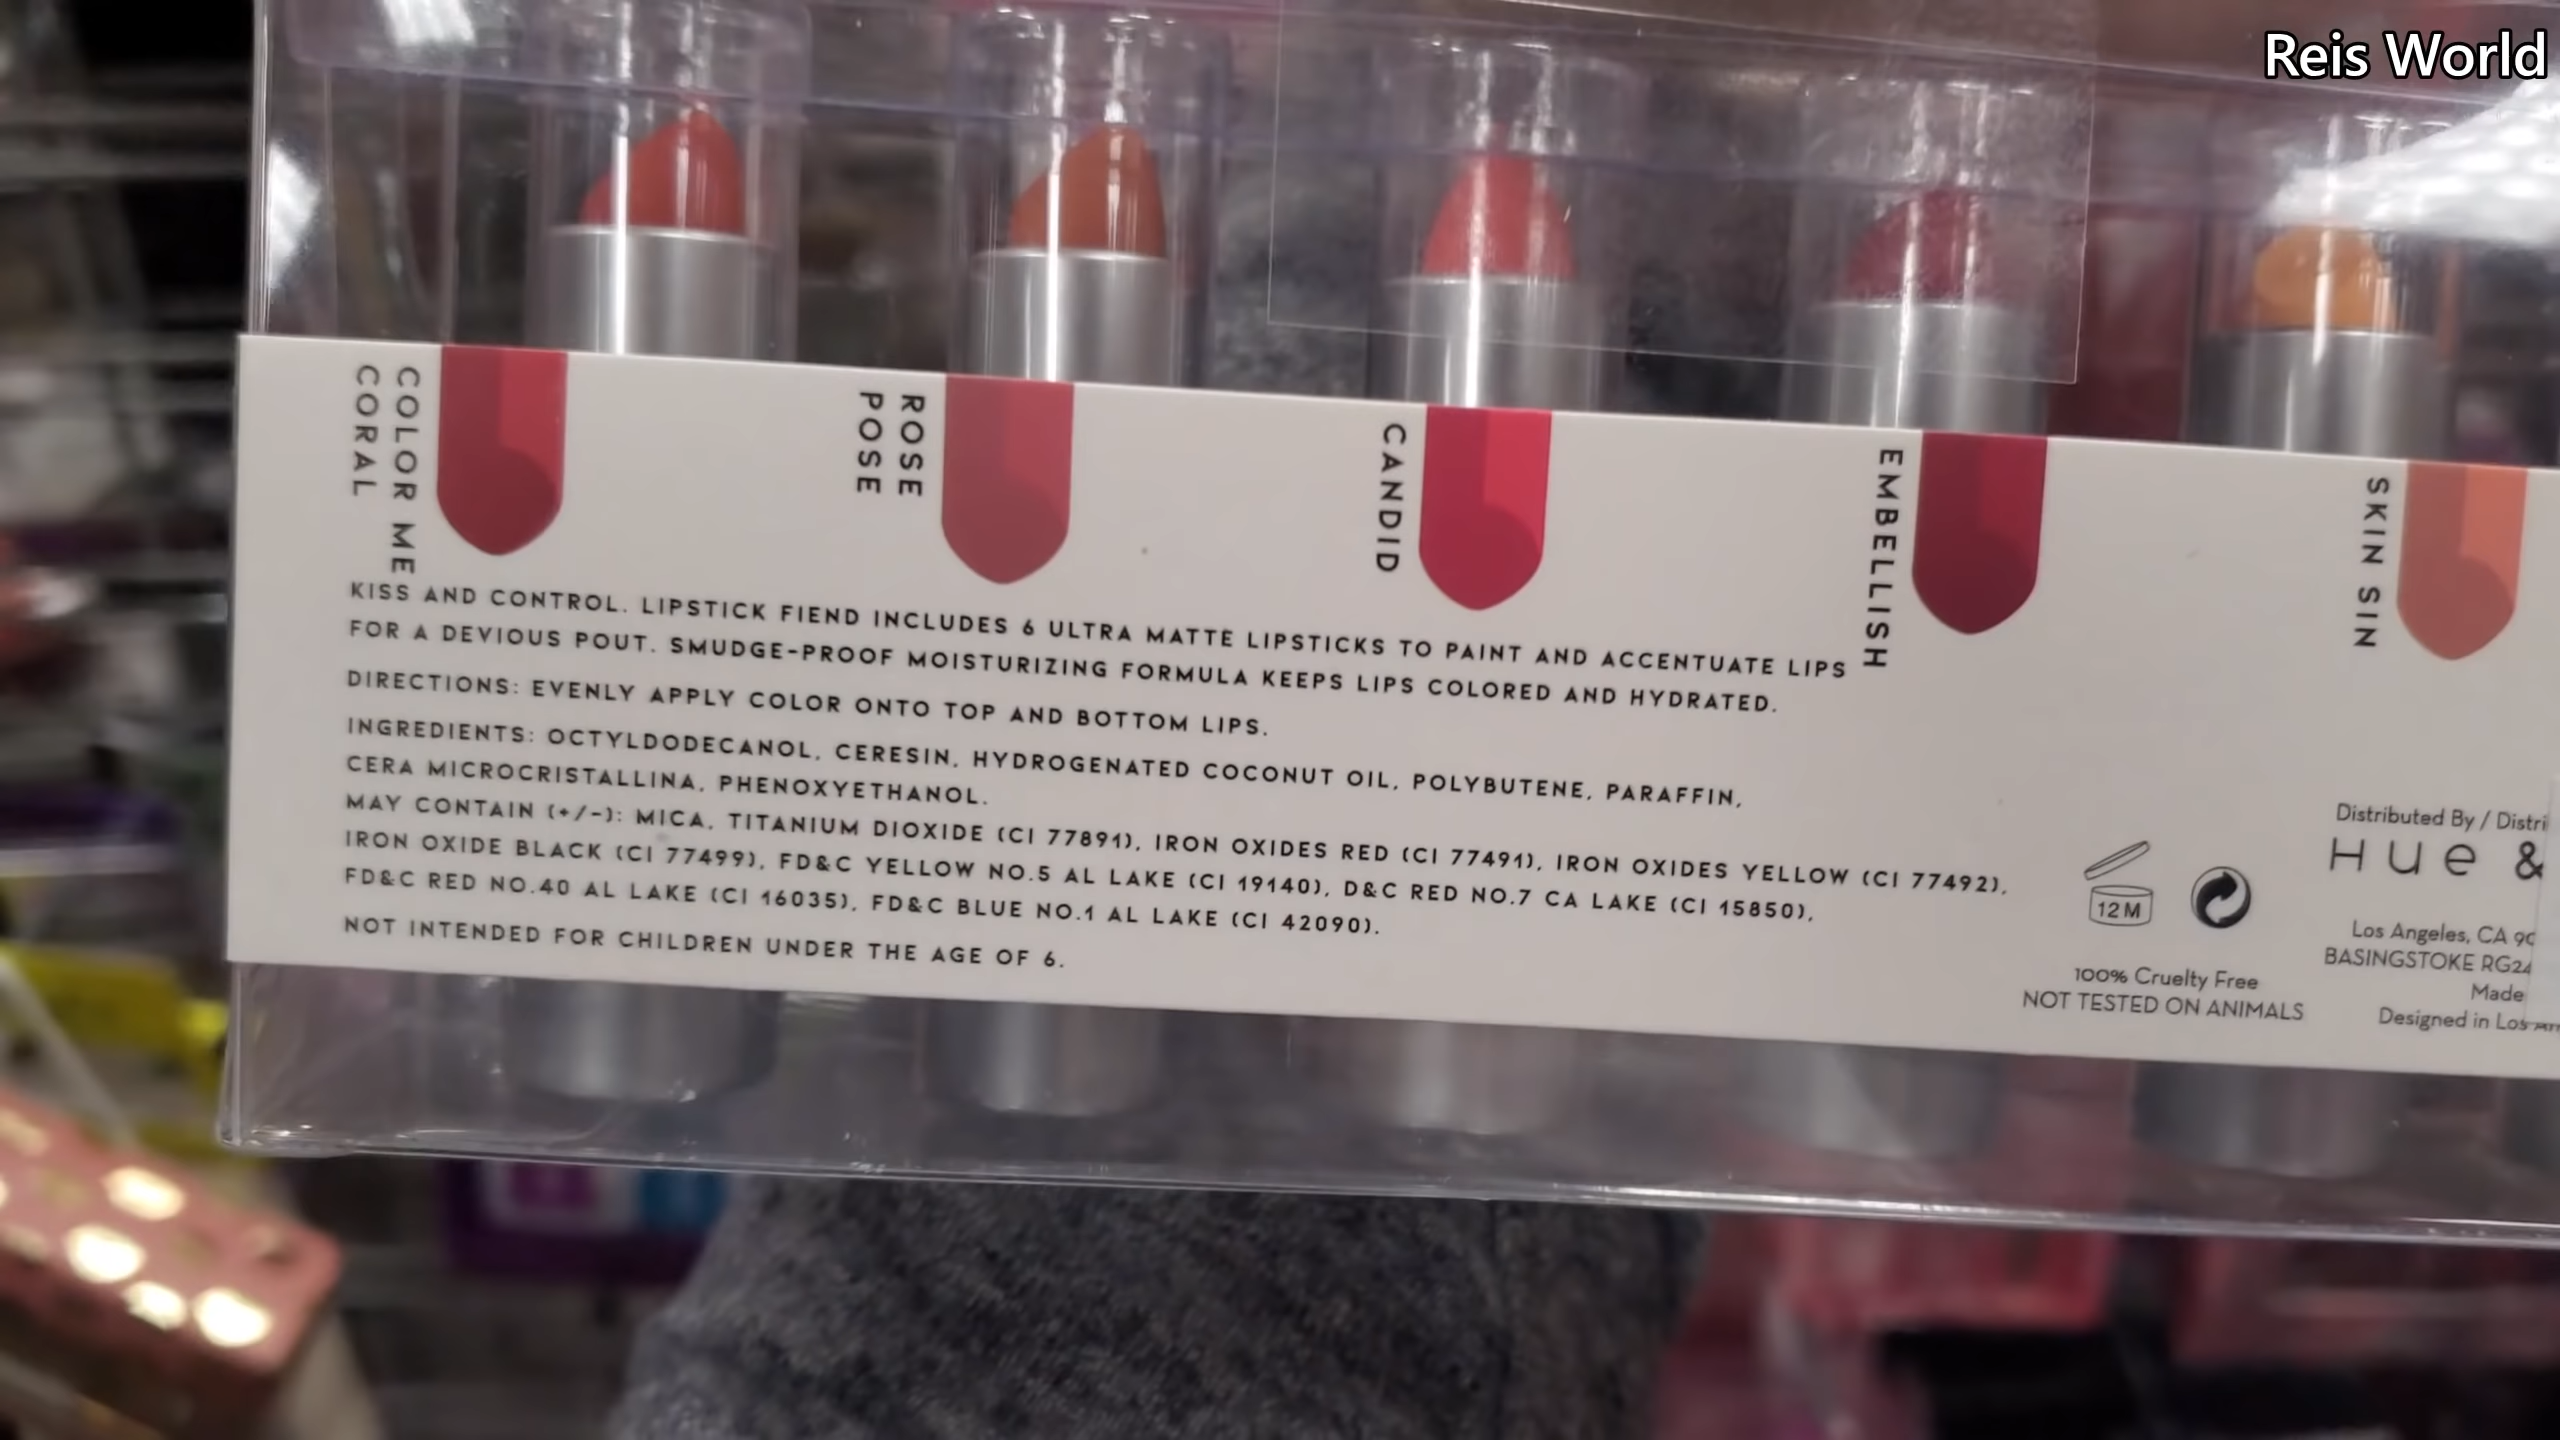 Reis World
COLOR ME
CORAL
ROSE
POSE
CANDID
EMBELLISH
SKIN SIN
KISS AND CONTROL. LIPSTICK FIEND INCLUDES 6 ULTRA MATTE LIPSTICKS TO PAINT AND ACCENTUATE LIPS
FOR A DEVIOUS POUT. SMUDGE-PROOF MOISTURIZING FORMULA KEEPS LIPS COLORED AND HYDRATED.
DIRECTIONS: EVENLY APPLY COLOR ONTO TOP AND BOTTOM LIPS.
INGREDIENTS: OCTYLDODECANOL, CERESIN, HYDROGENATED COCONUT OIL, POLYBUTENE, PARAFFIN,
CERA MICROCRISTALLINA, PHENOXYETHANOL.
MAY CONTAIN (+/-): MICA, TITANIUM DIOXIDE (CI 77891), IRON OXIDES RED (CI 77491), IRON OXIDES YELLOW (CI 77492),
IRON OXIDE BLACK (CI 77499), FD&C YELLOW NO.5 AL LAKE (CI 19140), D&C RED NO.7 CA LAKE (CI 15850),
FD&C RED NO.40 AL LAKE (CI 16035), FD&C BLUE NO.1 AL LAKE (CI 42090).
NOT INTENDED FOR CHILDREN UNDER THE AGE OF 6.
12M
100% Cruelty Free
NOT TESTED ON ANIMALS
Distributed By / Distri
Hue &
Los Angeles, CA 90
BASINGSTOKE RG24
Made
Designed in Los